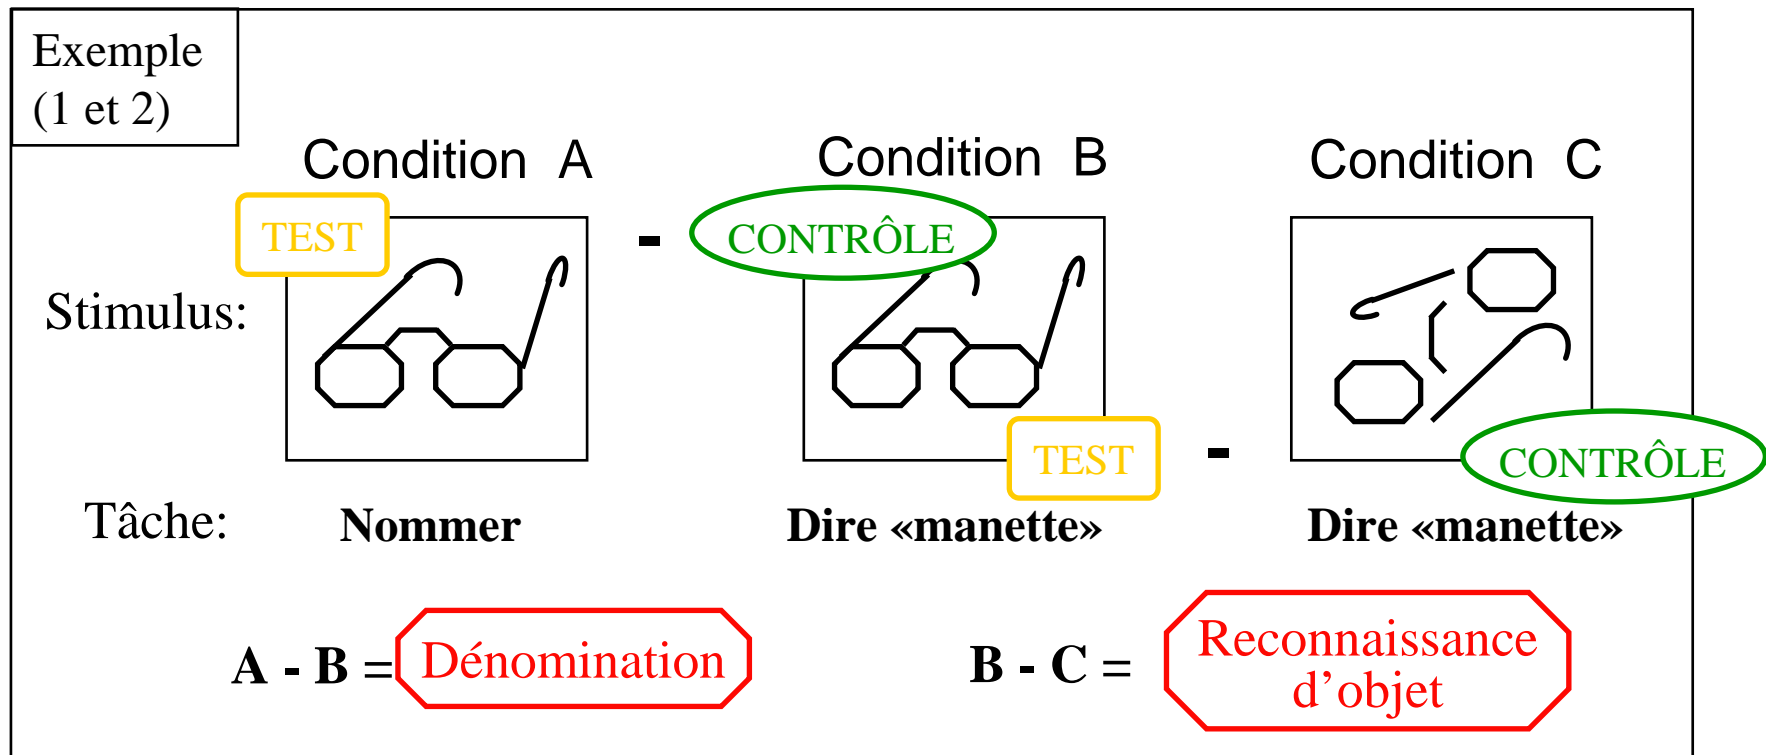 Exemple
(1 et 2)
Condition A
Condition B
Condition C
TEST
-
CONTRÔLE
Stimulus:
TEST
-
CONTRÔLE
Tâche:
Nommer
Dire «manette»
Dire «manette»
A - B =
Dénomination
B - C =
Reconnaissance
d’objet